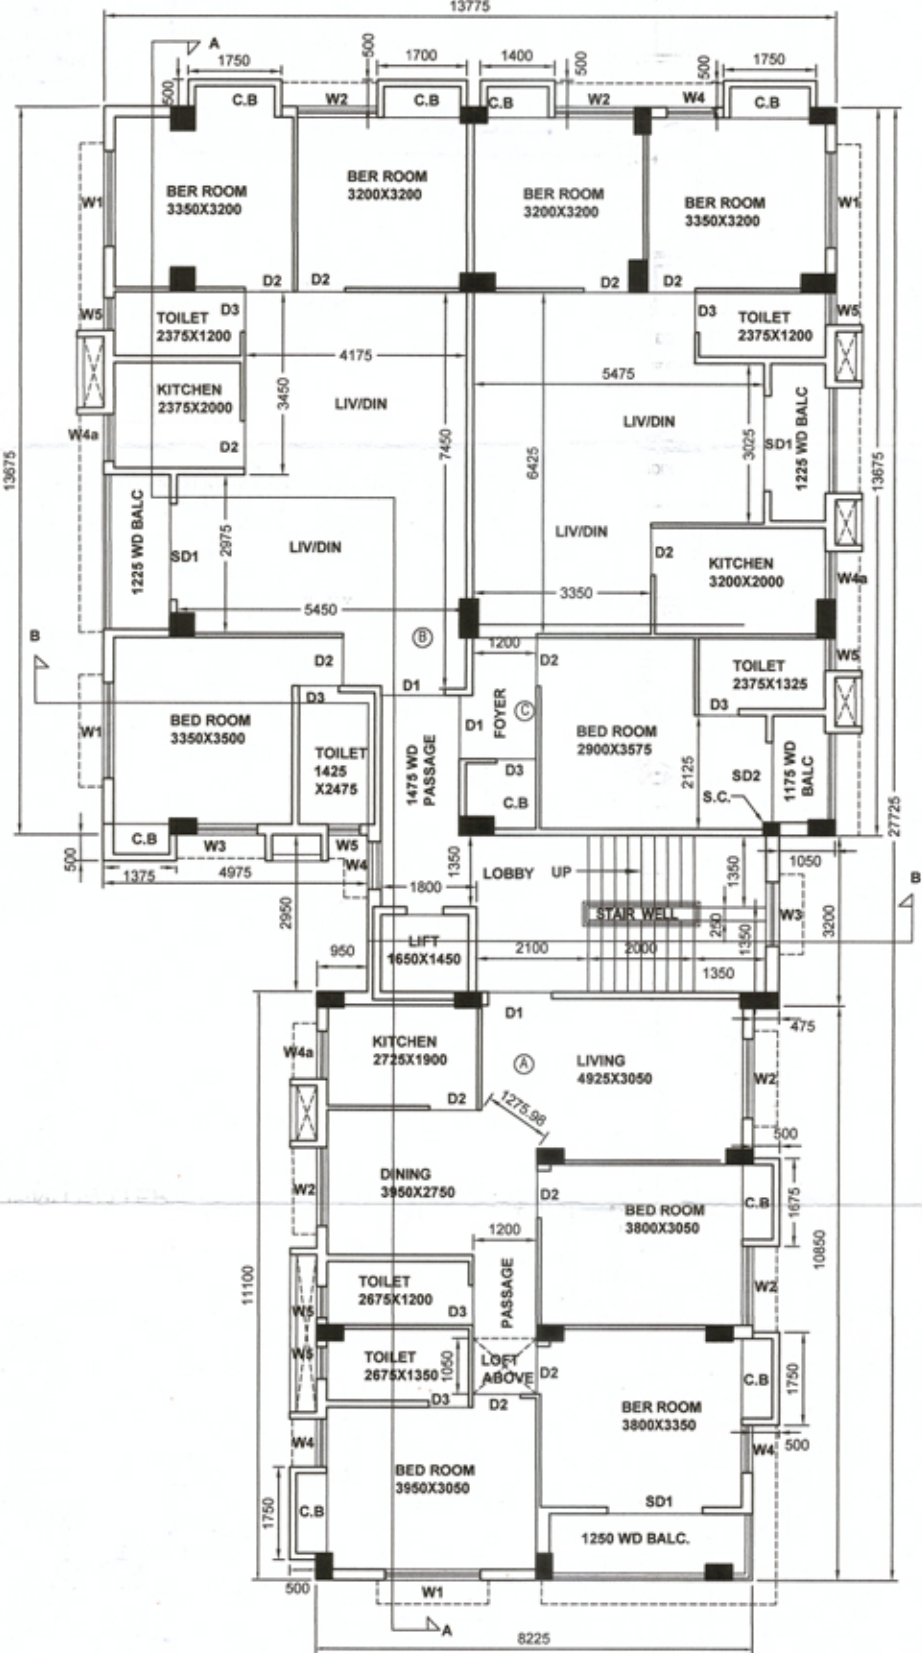 13775
A
1750
500
1700
1400
500
1750
500
500
C.B
W2
C.B
C.B
W2
W4
C.B
BER ROOM
3350X3200
BER ROOM
3200X3200
BER ROOM
3200X3200
BER ROOM
3350X3200
W1
W1
D2
D2
D2
D2
W5
TOILET
2375X1200
D3
D3
TOILET
2375X1200
W5
4175
5475
KITCHEN
2375X2000
3450
LIV/DIN
7450
6425
LIV/DIN
3025
SD1
1225 WD BALC
W4a
D2
13675
13675
1225 WD BALC
SD1
2975
LIV/DIN
LIV/DIN
D2
KITCHEN
3200X2000
W4a
5450
3350
B
B
1200
D2
TOILET
2375X1325
W5
D2
D1
D3
D3
W1
BED ROOM
3350X3500
TOILET
1425
X2475
1475 WD
PASSAGE
D1
FOYER
C
BED ROOM
2900X3575
2125
SD2
S.C.
1175 WD
BALC
D3
C.B
27725
C.B
W3
W5
W4
500
1375
4975
2950
1350
LOBBY
UP
1350
1050
1800
STAIR WELL
250
1350
W3
3200
B
LIFT
1650X1450
950
2100
2000
1350
D1
475
KITCHEN
2725X1900
W4a
D2
A
LIVING
4925X3050
W2
1275.98
500
DINING
3950X2750
W2
D2
BED ROOM
3800X3050
C.B
1675
10850
1200
11100
TOILET
2675X1200
D3
PASSAGE
W5
W2
W5
TOILET
2675X1350
1050
LOFT
ABOVE
D2
D3
D2
BER ROOM
3800X3350
C.B
1750
W4
W4
500
BED ROOM
3950X3050
1750
C.B
SD1
1250 WD BALC.
500
W1
A
8225